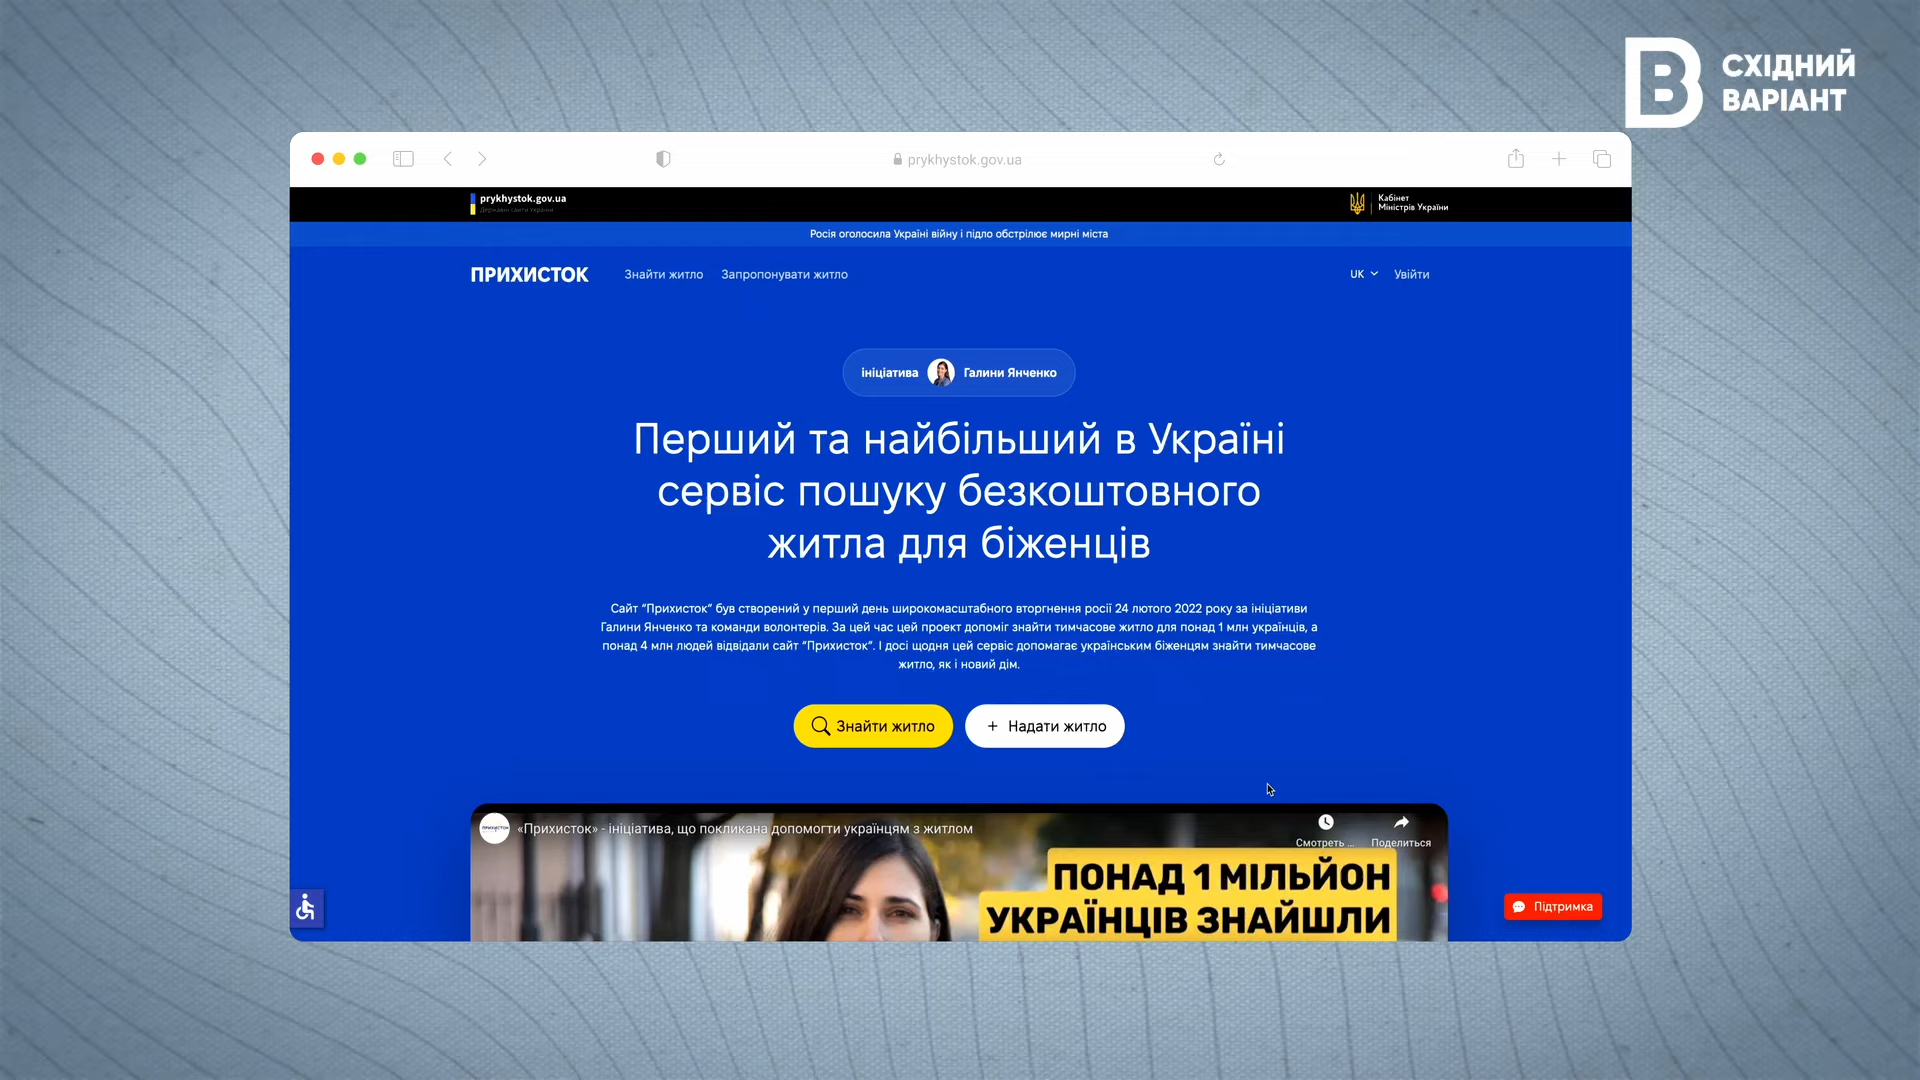 СХІДНИЙ
ВАРІАНТ
prykhystok.gov.ua
prykhystok.gov.ua
Державні сайти України
Кабінет
Міністрів України
Росія оголосила Україні війну і підло обстрілює мирні міста
ПРИХИСТОК
Знайти житло
Запропонувати житло
UK
Увійти
ініціатива
Галини Янченко
Перший та найбільший в Україні
сервіс пошуку безкоштовного
житла для біженців
Сайт “Прихисток” був створений у перший день широкомасштабного вторгнення росії 24 лютого 2022 року за ініціативи
Галини Янченко та команди волонтерів. За цей час цей проект допоміг знайти тимчасове житло для понад 1 млн українців, а
понад 4 млн людей відвідали сайт “Прихисток”. І досі щодня цей сервіс допомагає українським біженцям знайти тимчасове
житло, як і новий дім.
Знайти житло
+ Надати житло
ПРИХИСТОК
«Прихисток» - ініціатива, що покликана допомогти українцям з житлом
Смотреть ...
Поделиться
ПОНАД 1 МІЛЬЙОН
УКРАЇНЦІВ ЗНАЙШЛИ
Підтримка